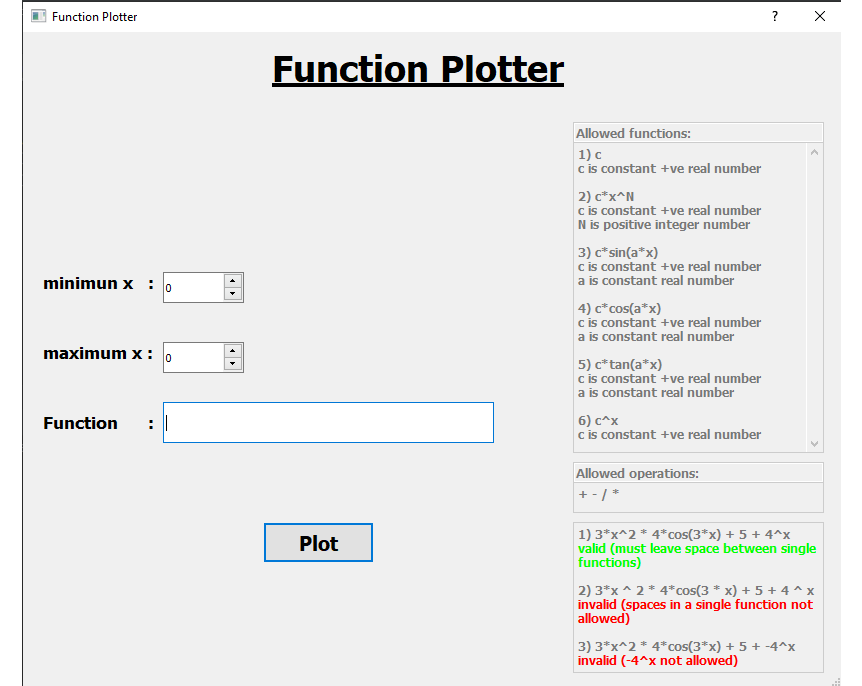 Function Plotter
?
Function Plotter
minimun x :
0
maximum x :
0
Function :
Plot
Allowed functions:
1) c
c is constant +ve real number
2) c*x^N
c is constant +ve real number
N is positive integer number
3) c*sin(a*x)
c is constant +ve real number
a is constant real number
4) c*cos(a*x)
c is constant +ve real number
a is constant real number
5) c*tan(a*x)
c is constant +ve real number
a is constant real number
6) c^x
c is constant +ve real number
Allowed operations:
+ - / *
1) 3*x^2 * 4*cos(3*x) + 5 + 4^x
valid (must leave space between single
functions)
2) 3*x ^ 2 * 4*cos(3 * x) + 5 + 4 ^ x
invalid (spaces in a single function not
allowed)
3) 3*x^2 * 4*cos(3*x) + 5 + -4^x
invalid (-4^x not allowed)